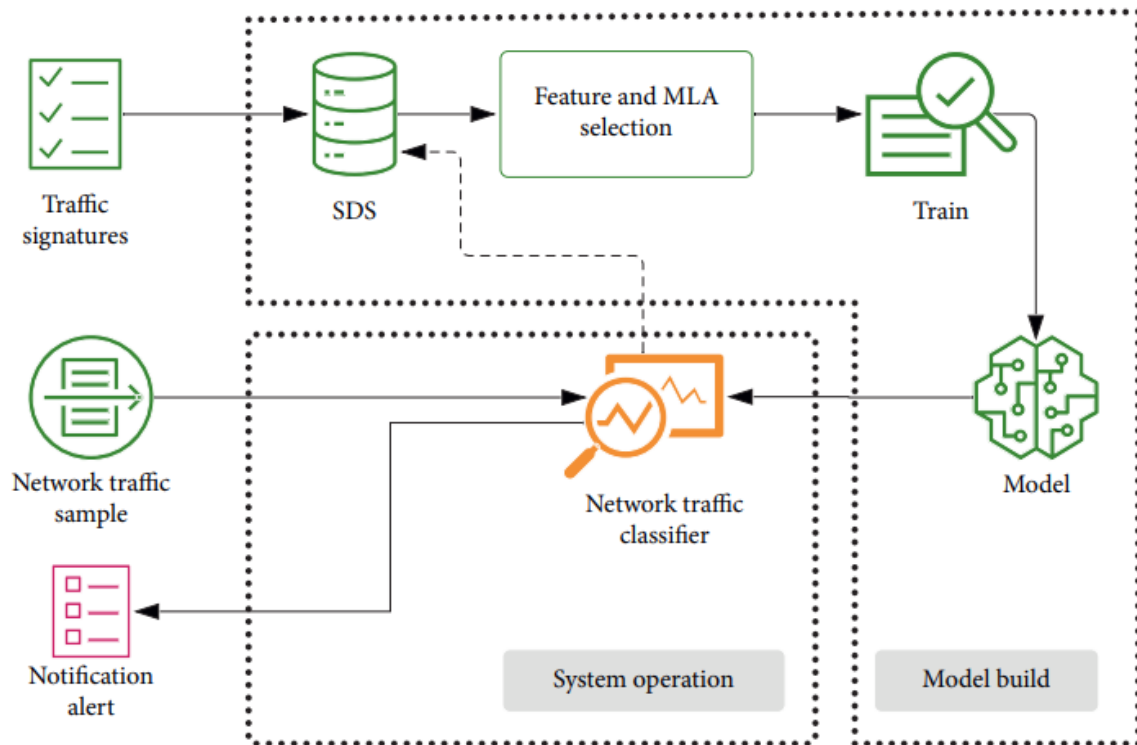 Feature and MLA
selection
Traffic
signatures
SDS
Train
Network traffic
sample
Network traffic
classifier
Model
Notification
alert
System operation
Model build